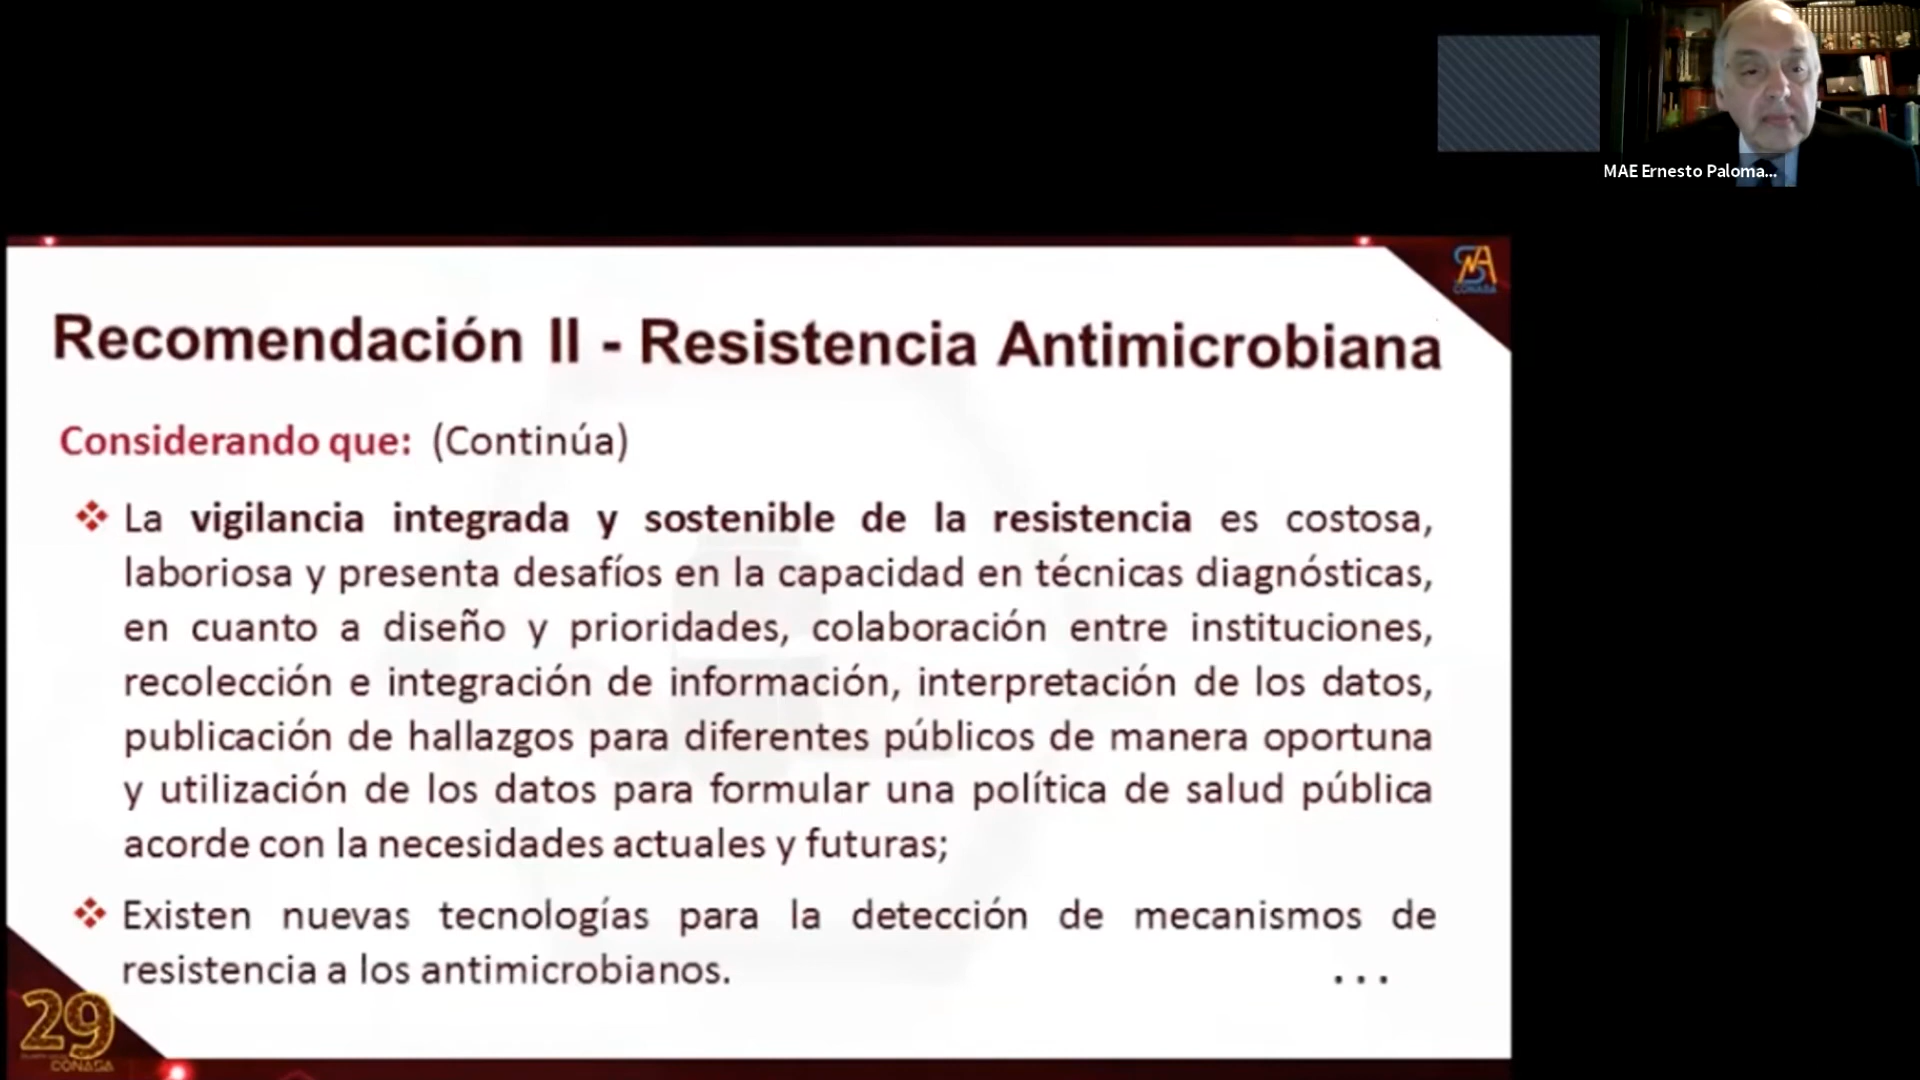 MAE Ernesto Paloma...
CONASA
Recomendación II - Resistencia Antimicrobiana
Considerando que: (Continúa)
❖ La vigilancia integrada y sostenible de la resistencia es costosa,
laboriosa y presenta desafíos en la capacidad en técnicas diagnósticas,
en cuanto a diseño y prioridades, colaboración entre instituciones,
recolección e integración de información, interpretación de los datos,
publicación de hallazgos para diferentes públicos de manera oportuna
y utilización de los datos para formular una política de salud pública
acorde con la necesidades actuales y futuras;
❖ Existen nuevas tecnologías para la detección de mecanismos de
resistencia a los antimicrobianos. ...
29
CONASA